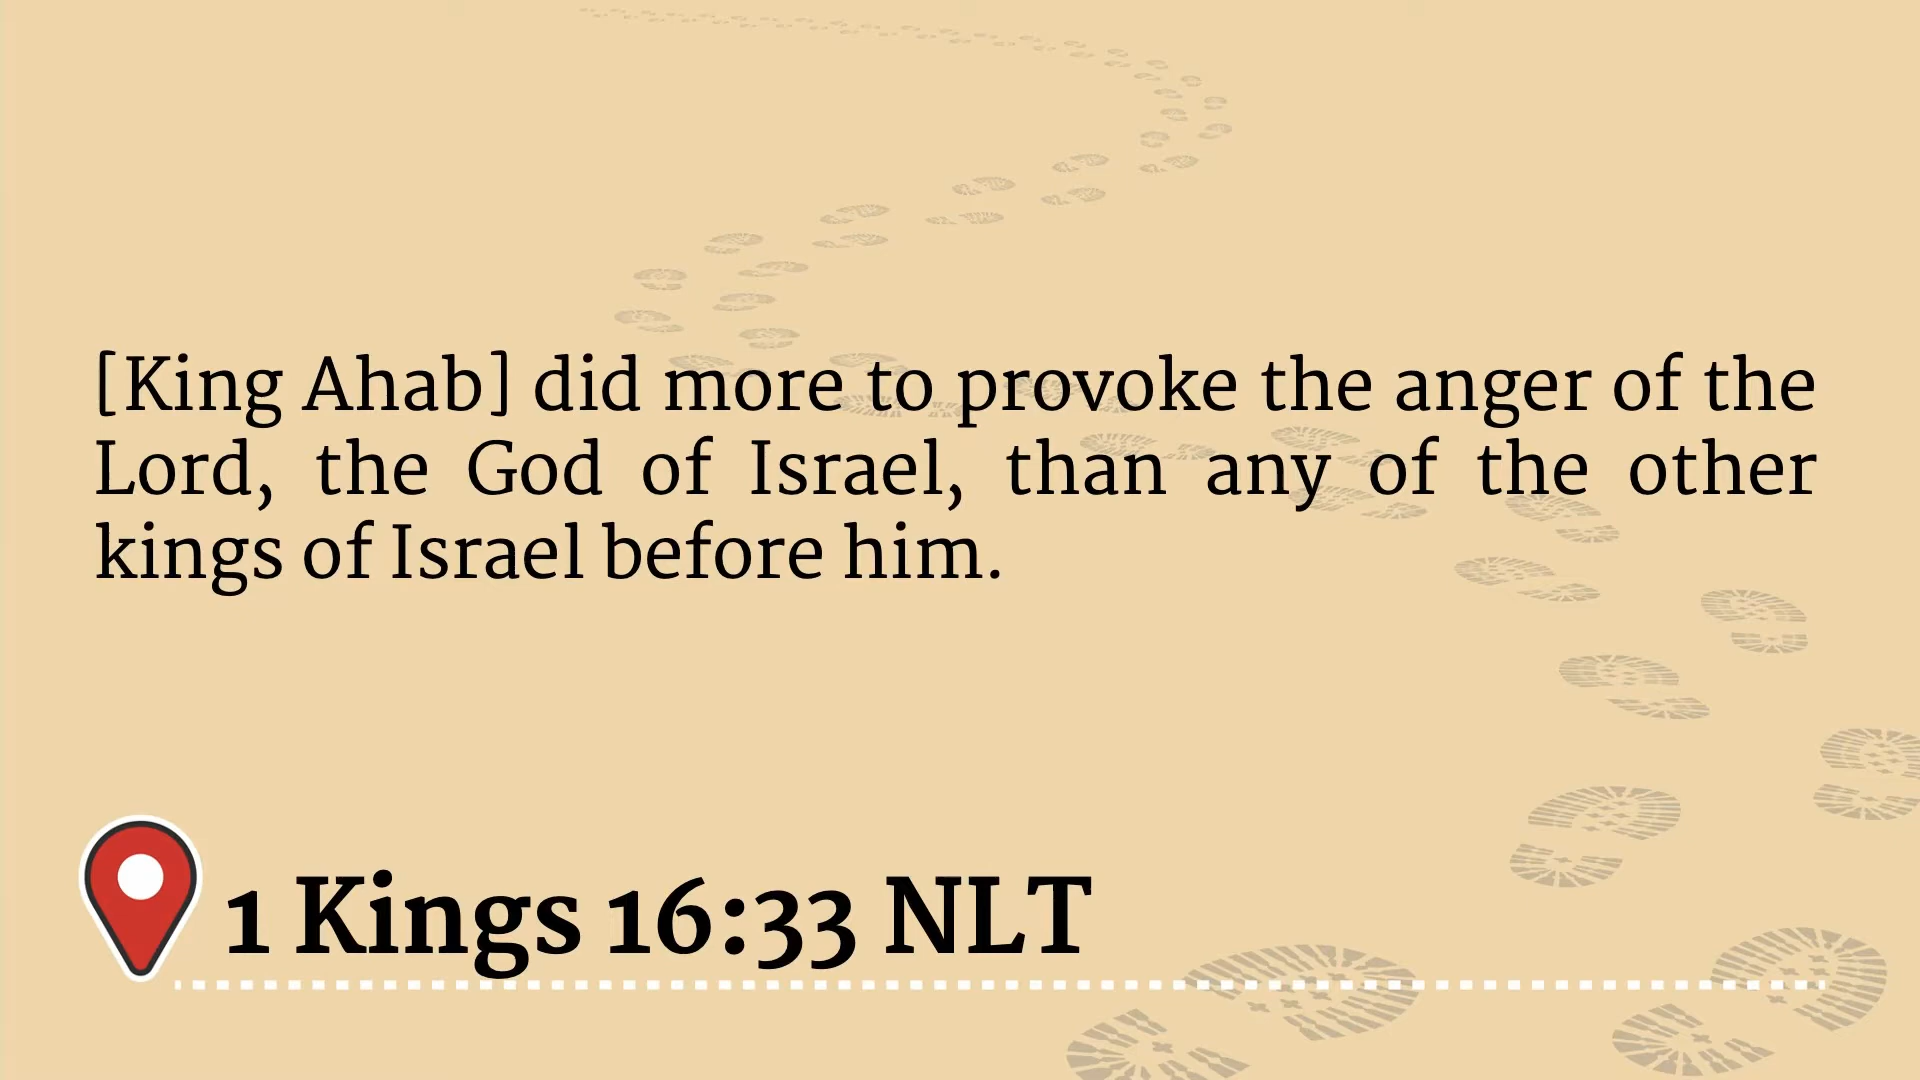 [King Ahab] did more to provoke the anger of the
Lord, the God of Israel, than any of the other
kings of Israel before him.
1 Kings 16:33 NLT